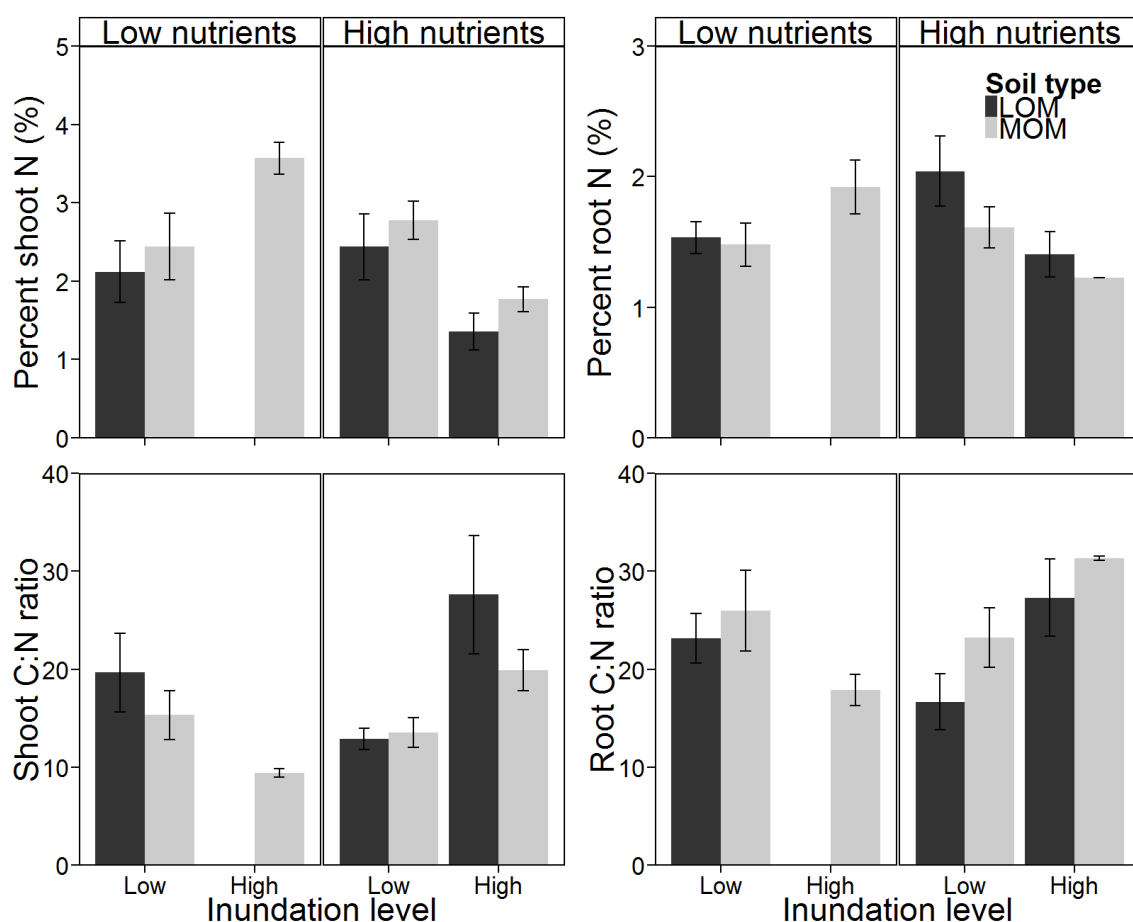 Low nutrients
High nutrients
Percent shoot N (%)
5
4
3
2
1
0
Low nutrients
High nutrients
Percent root N (%)
3
2
1
0
Soil type
LOM
MOM
Shoot C:N ratio
40
30
20
10
0
Low
High
Low
High
Inundation level
Root C:N ratio
40
30
20
10
0
Low
High
Low
High
Inundation level